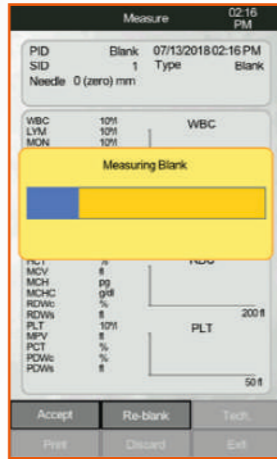 Measure 02:16 PM
PID Blank 07/13/2018 02:16 PM
SID 1 Type Blank
Needle 0 (zero) mm
WBC 10⁹/l WBC
LYM 10⁹/l
MON 10⁹/l
Measuring Blank
HCT %
MCV fl
MCH pg
MCHC g/dl
RDWc %
RDWs fl 200 fl
PLT 10⁹/l PLT
MPV fl
PCT %
PDWc %
PDWs fl
50 fl
Accept Re-blank Tech.
Print Discard Exit